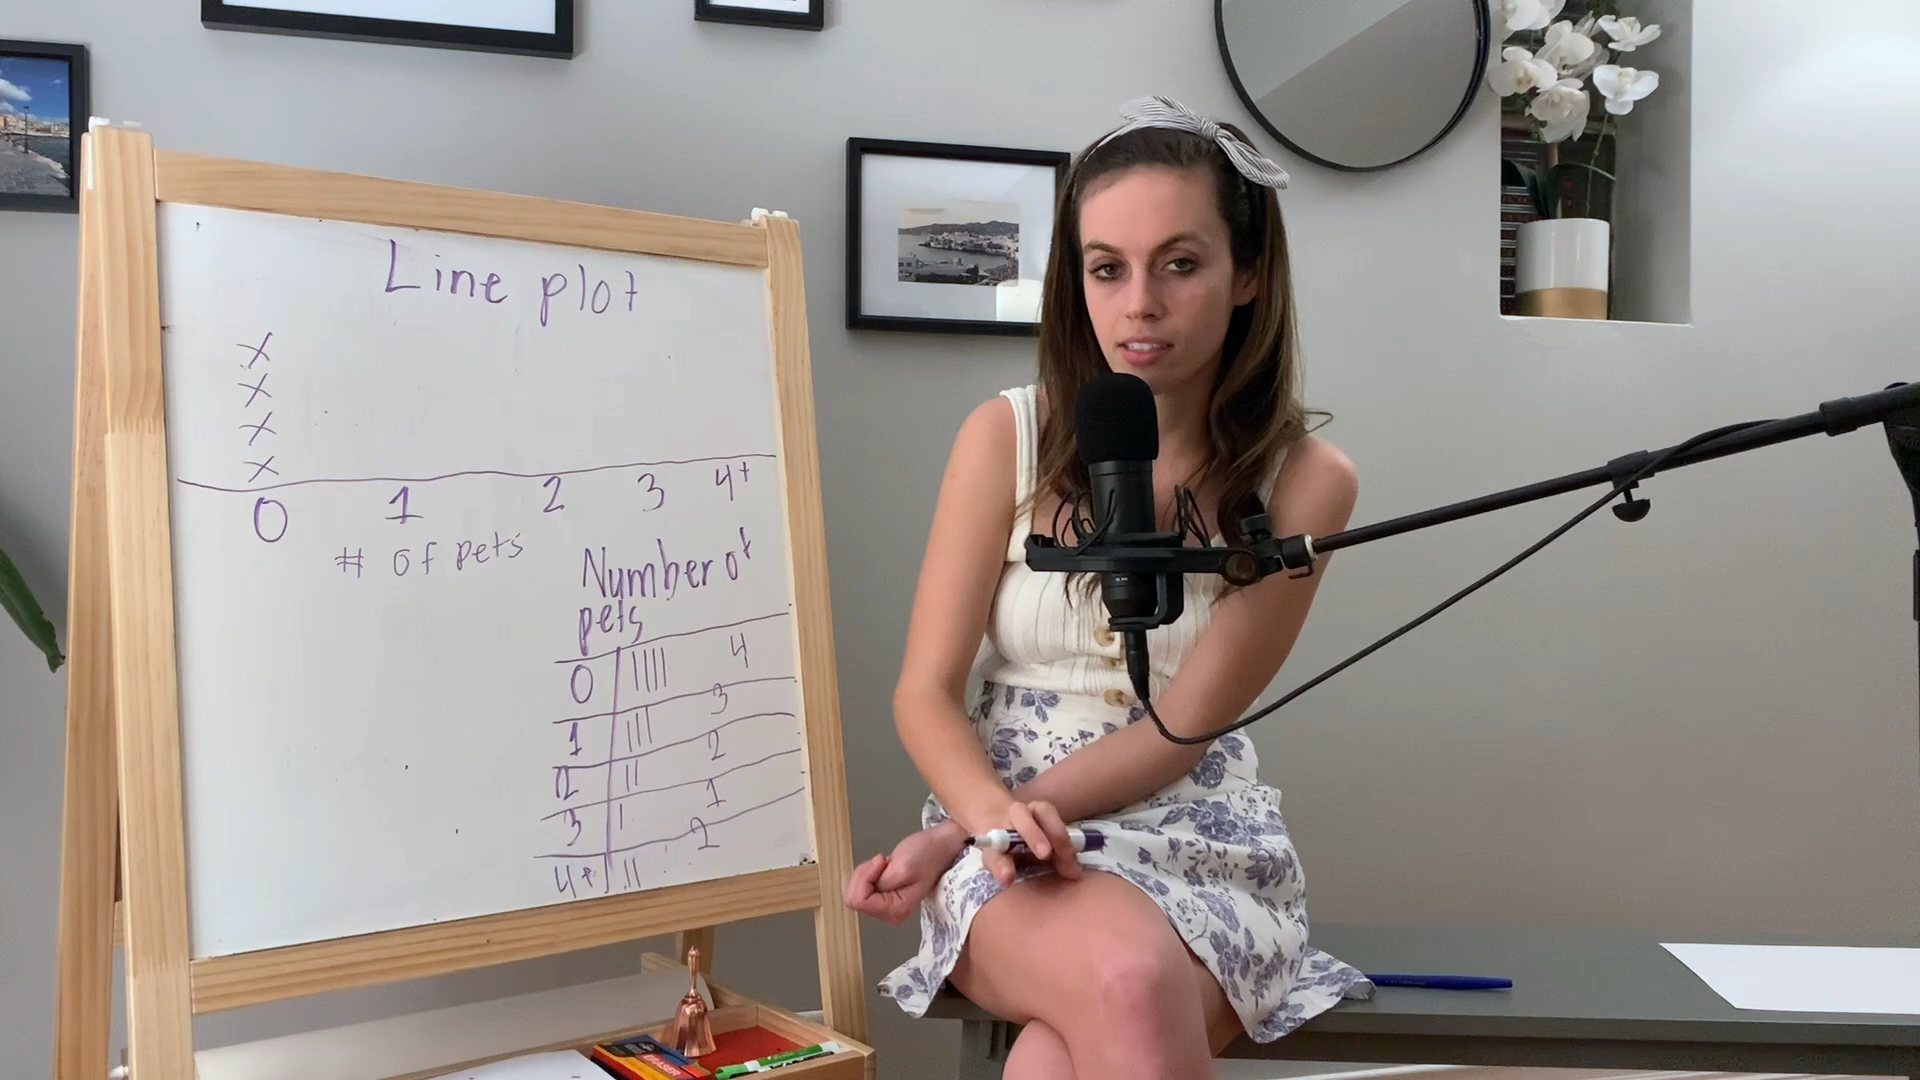 Line plot
X
X
X
X
0 1 2 3 4+
# of pets
Number of
pets
0 |||| 4
1 ||| 3
2 || 2
3 | 1
4+ || 2
ERASER